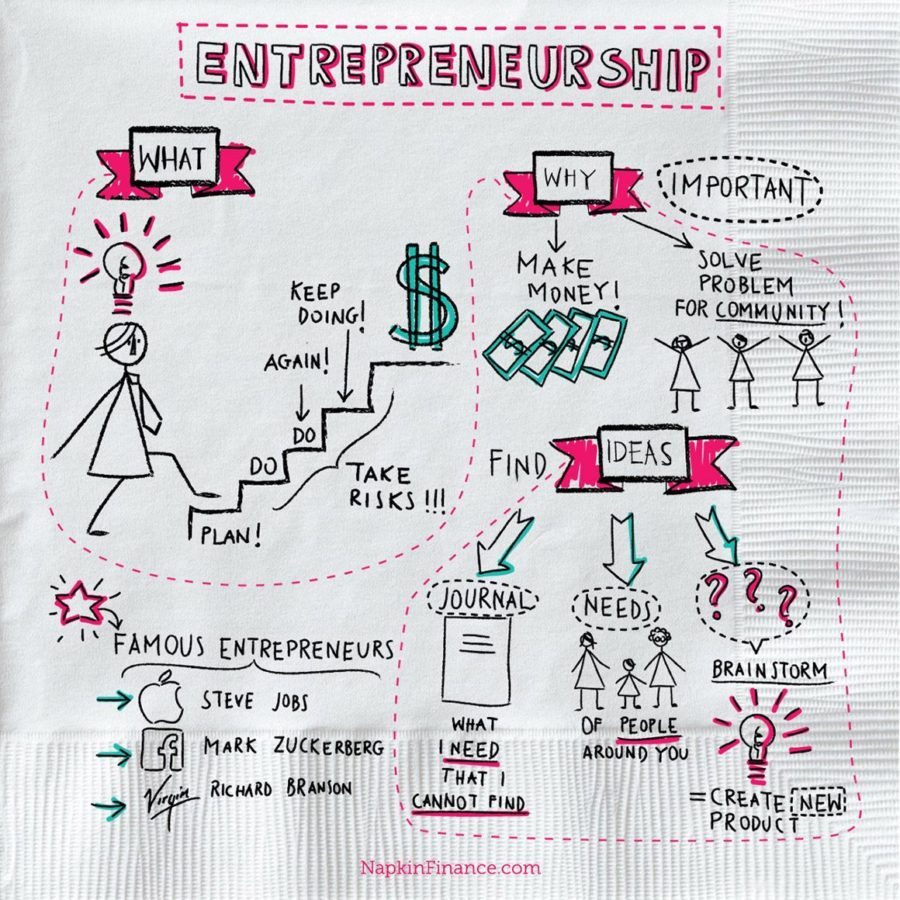 ENTREPRENEURSHIP
WHAT
KEEP
DOING!
AGAIN!
DO
DO
PLAN!
TAKE
RISKS!!!
$
WHY
IMPORTANT
MAKE
MONEY!
SOLVE
PROBLEM
FOR COMMUNITY!
FIND IDEAS
JOURNAL
WHAT
I NEED
THAT I
CANNOT FIND
NEEDS
OF PEOPLE
AROUND YOU
? ? ?
BRAINSTORM
= CREATE NEW
PRODUCT
FAMOUS ENTREPRENEURS
STEVE JOBS
f MARK ZUCKERBERG
Virgin RICHARD BRANSON
NapkinFinance.com